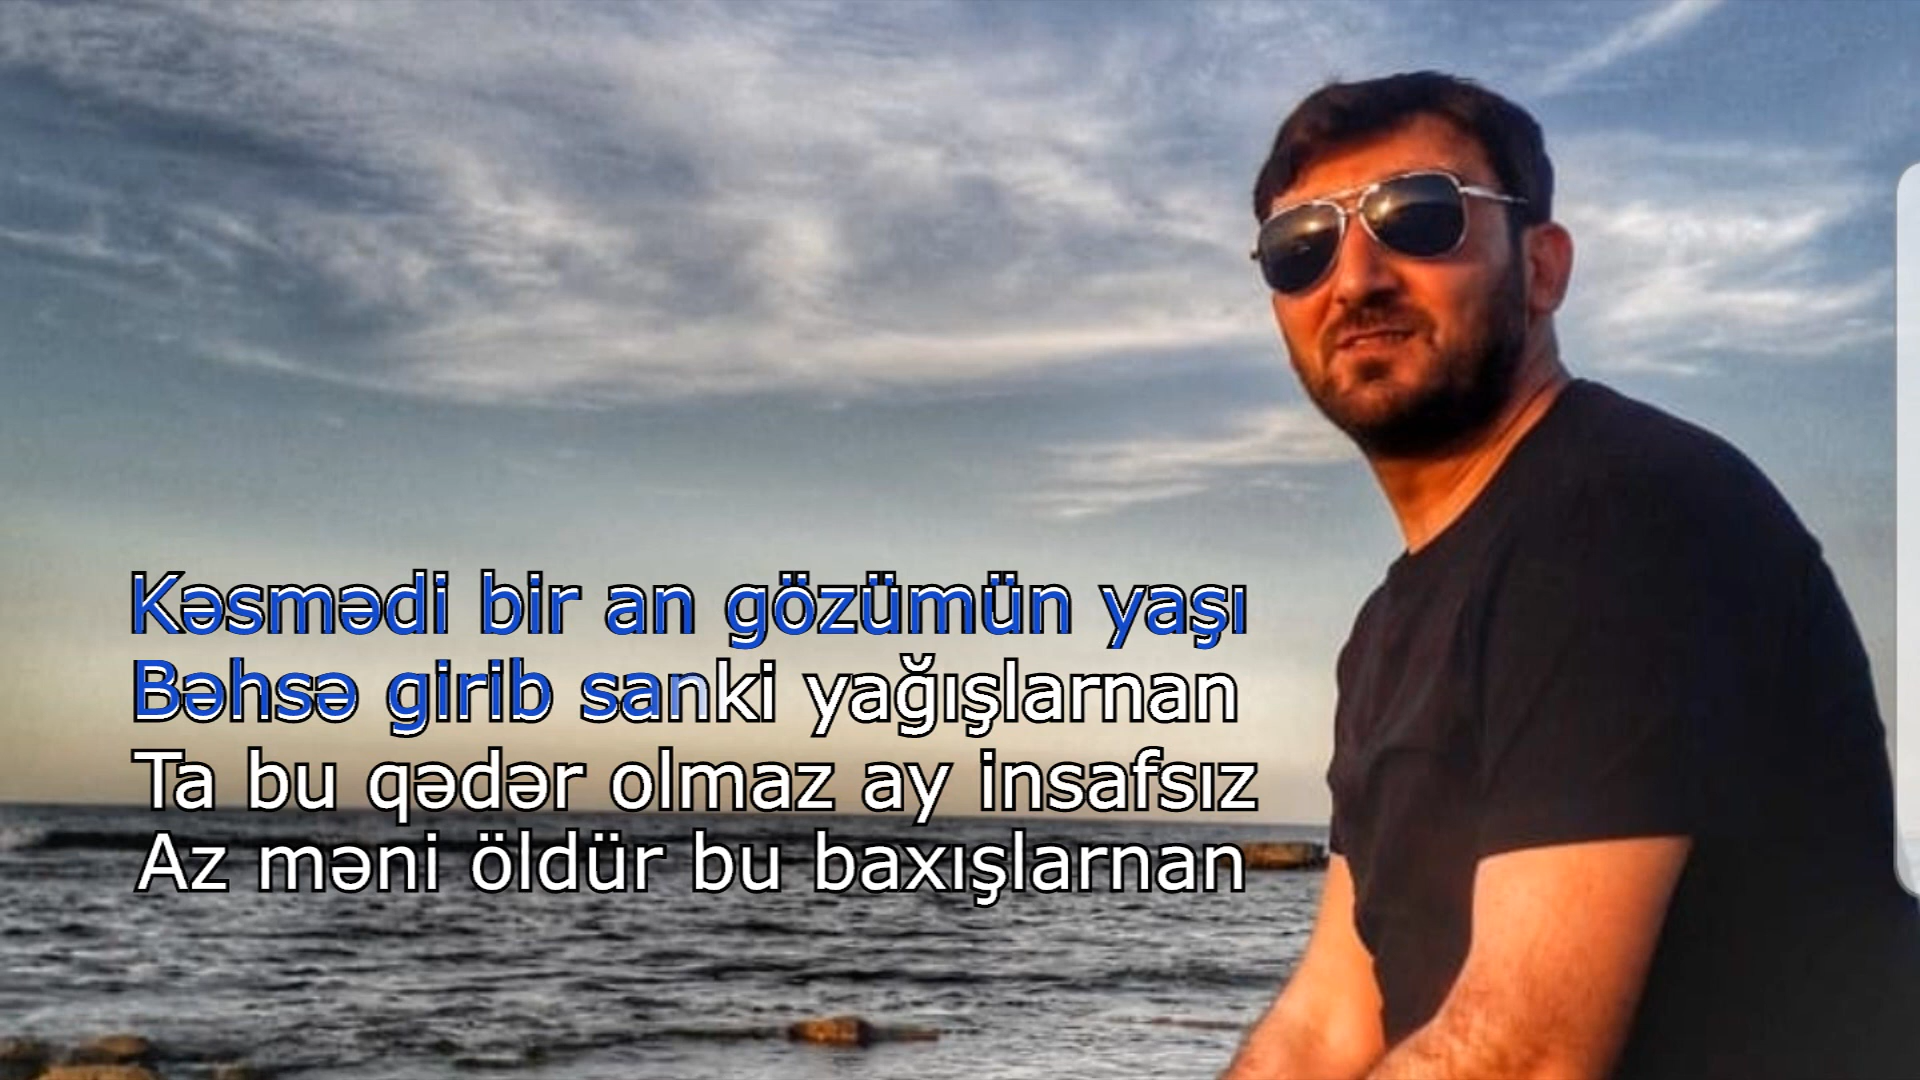 Kəsmədi bir an gözümün yaşı
Bəhsə girib sanki yağışlarnan
Ta bu qədər olmaz ay insafsız
Az məni öldür bu baxışlarnan